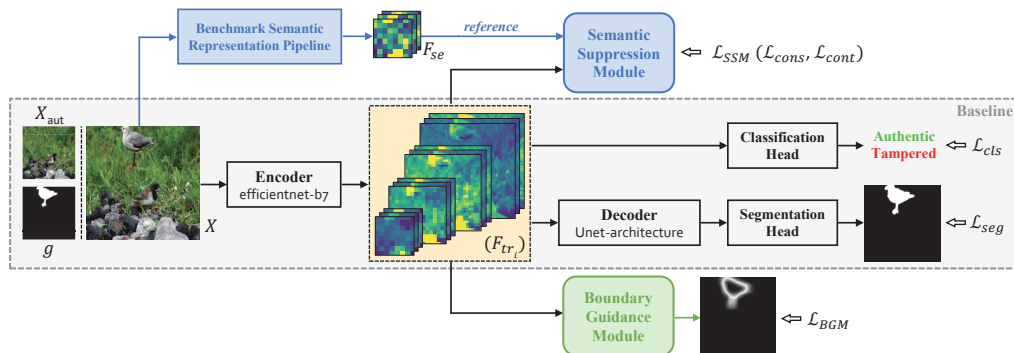 Benchmark Semantic
Representation Pipeline
F_se
reference
Semantic
Suppression
Module
ℒ_SSM (ℒ_cons, ℒ_cont)
Baseline
X_aut
g
X
Encoder
efficientnet-b7
(F_tr_i)
Classification
Head
Authentic
Tampered
ℒ_cls
Decoder
Unet-architecture
Segmentation
Head
ℒ_seg
Boundary
Guidance
Module
ℒ_BGM